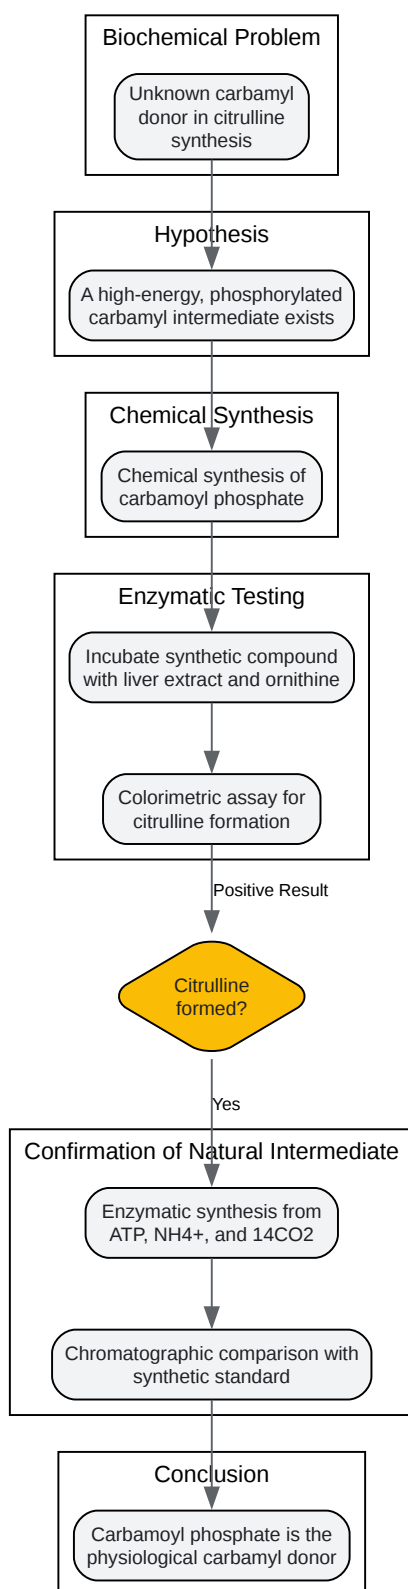 Biochemical Problem
Unknown carbamyl
donor in citrulline
synthesis
Hypothesis
A high-energy, phosphorylated
carbamyl intermediate exists
Chemical Synthesis
Chemical synthesis of
carbamoyl phosphate
Enzymatic Testing
Incubate synthetic compound
with liver extract and ornithine
Colorimetric assay for
citrulline formation
Positive Result
Citrulline
formed?
Yes
Confirmation of Natural Intermediate
Enzymatic synthesis from
ATP, NH4+, and 14CO2
Chromatographic comparison with
synthetic standard
Conclusion
Carbamoyl phosphate is the
physiological carbamyl donor